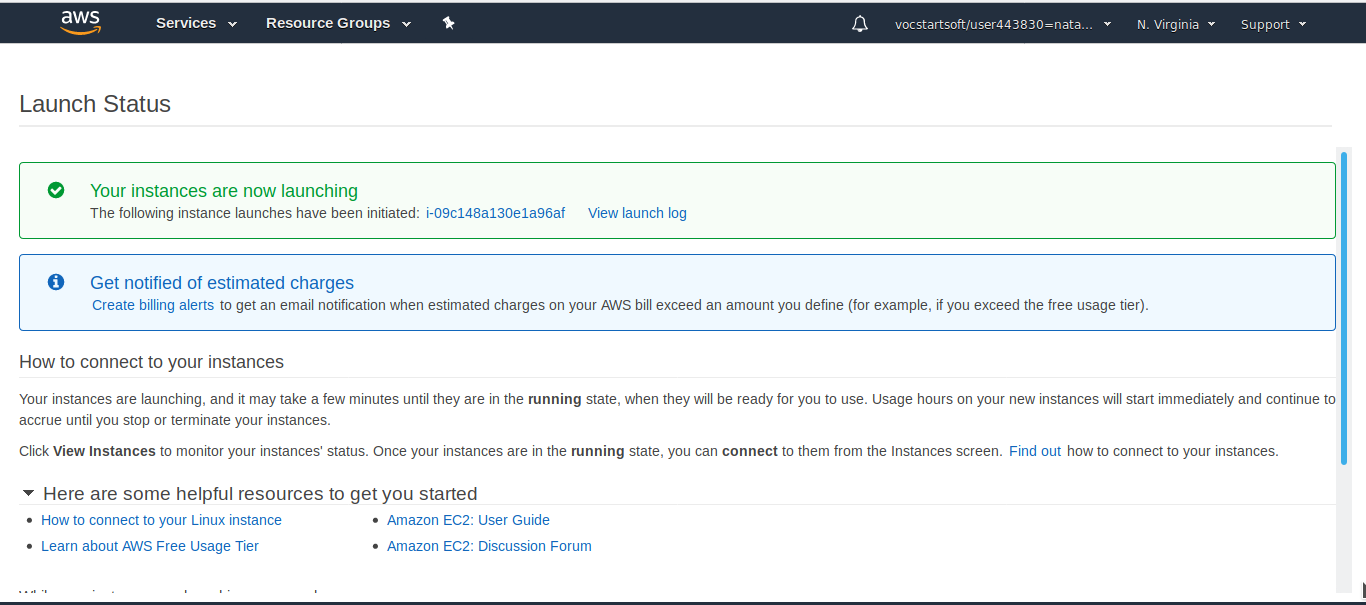 aws Services Resource Groups vocstartsoft/user443830=nata... N. Virginia Support
Launch Status
Your instances are now launching
The following instance launches have been initiated: i-09c148a130e1a96af View launch log
Get notified of estimated charges
Create billing alerts to get an email notification when estimated charges on your AWS bill exceed an amount you define (for example, if you exceed the free usage tier).
How to connect to your instances
Your instances are launching, and it may take a few minutes until they are in the running state, when they will be ready for you to use. Usage hours on your new instances will start immediately and continue to
accrue until you stop or terminate your instances.
Click View Instances to monitor your instances' status. Once your instances are in the running state, you can connect to them from the Instances screen. Find out how to connect to your instances.
Here are some helpful resources to get you started
• How to connect to your Linux instance • Amazon EC2: User Guide
• Learn about AWS Free Usage Tier • Amazon EC2: Discussion Forum